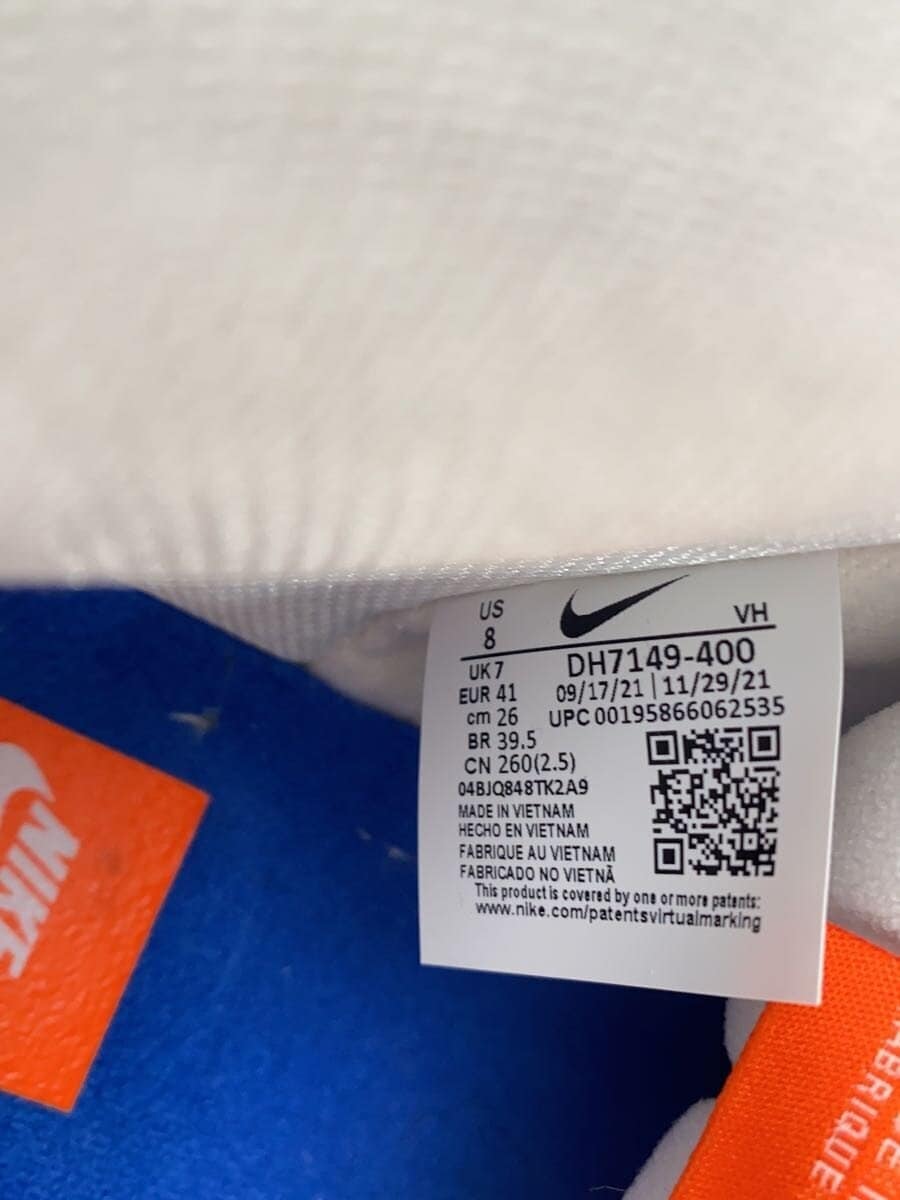 US
8
VH
UK 7
EUR 41
cm 26
BR 39.5
CN 260(2.5)
DH7149-400
09/17/21 | 11/29/21
UPC 00195866062535
04BJQ848TK2A9
MADE IN VIETNAM
HECHO EN VIETNAM
FABRIQUE AU VIETNAM
FABRICADO NO VIETNÃ
This product is covered by one or more patents:
www.nike.com/patentsvirtualmarking
NIKE